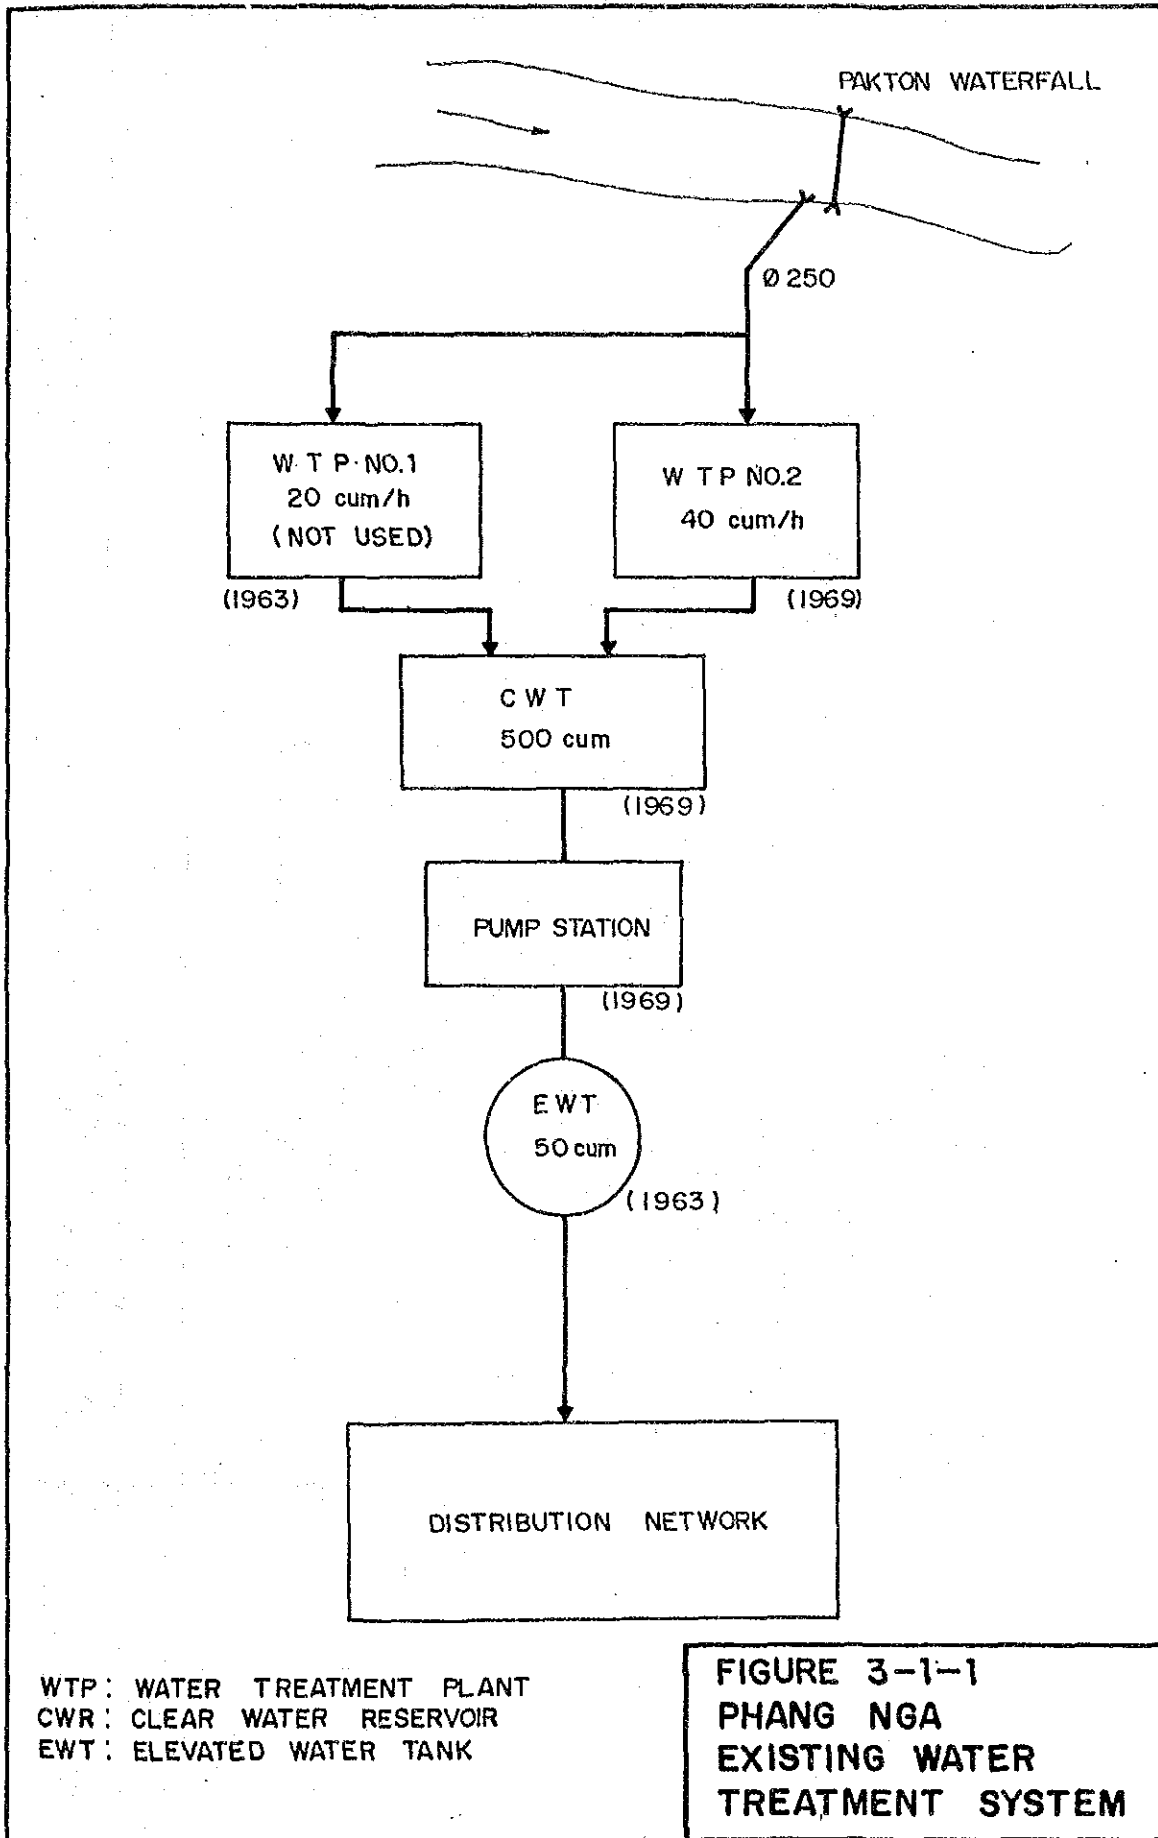 PAKTON WATERFALL
Ø 250
W T P NO.1
20 cum/h
(NOT USED)
(1963)
W T P NO.2
40 cum/h
(1969)
C W T
500 cum
(1969)
PUMP STATION
(1969)
E W T
50 cum
(1963)
DISTRIBUTION NETWORK
WTP : WATER TREATMENT PLANT
CWR : CLEAR WATER RESERVOIR
EWT : ELEVATED WATER TANK
FIGURE 3-1-1
PHANG NGA
EXISTING WATER
TREATMENT SYSTEM